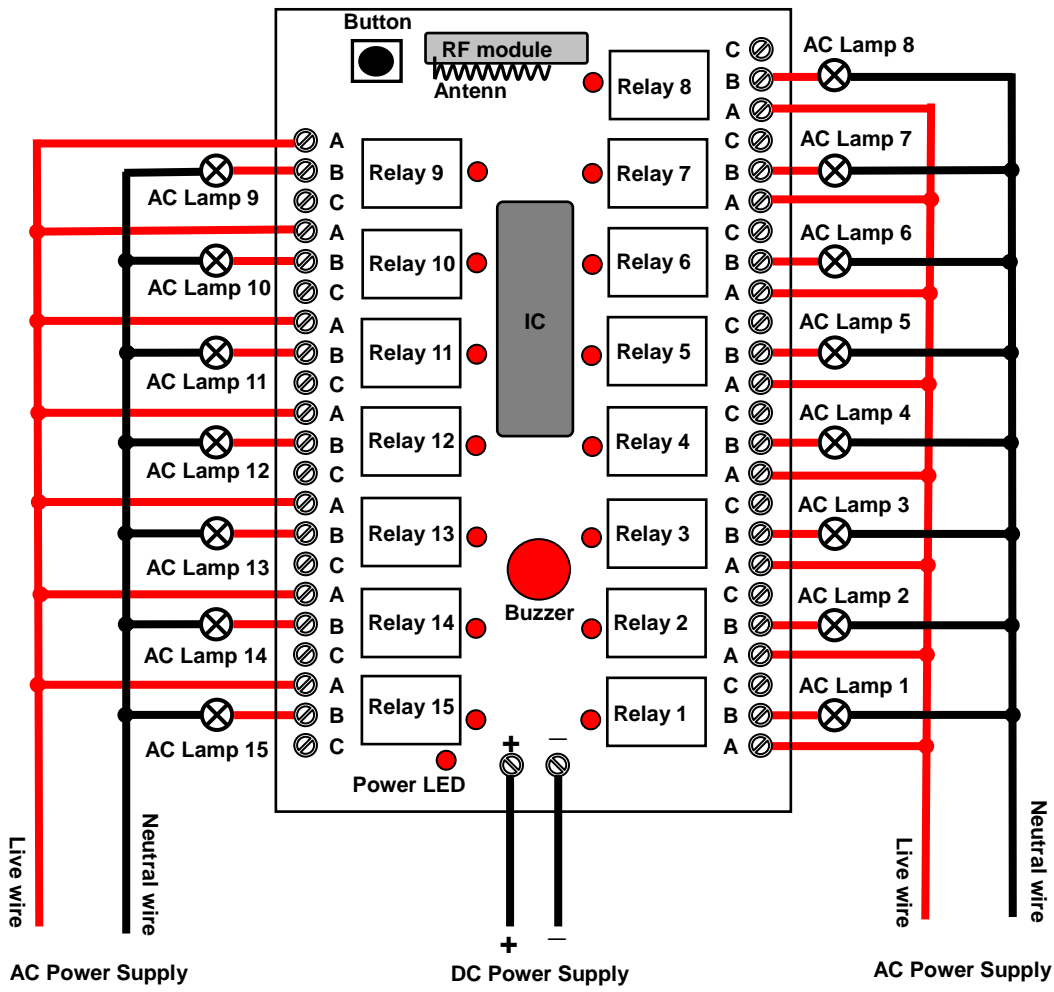 Button
RF module
Antenn
C
AC Lamp 8
B
Relay 8
A
A
C
AC Lamp 7
B
Relay 9
Relay 7
B
AC Lamp 9
C
A
A
C
AC Lamp 6
B
Relay 10
Relay 6
B
AC Lamp 10
C
A
A
IC
C
AC Lamp 5
B
Relay 11
Relay 5
B
AC Lamp 11
C
A
A
C
AC Lamp 4
B
Relay 12
Relay 4
B
AC Lamp 12
C
A
A
C
AC Lamp 3
B
Relay 13
Relay 3
B
AC Lamp 13
C
A
A
Buzzer
C
AC Lamp 2
B
Relay 14
Relay 2
B
AC Lamp 14
C
A
A
C
AC Lamp 1
B
Relay 15
Relay 1
B
AC Lamp 15
C
+
−
A
Power LED
Live wire
Neutral wire
Live wire
Neutral wire
+
−
AC Power Supply
DC Power Supply
AC Power Supply